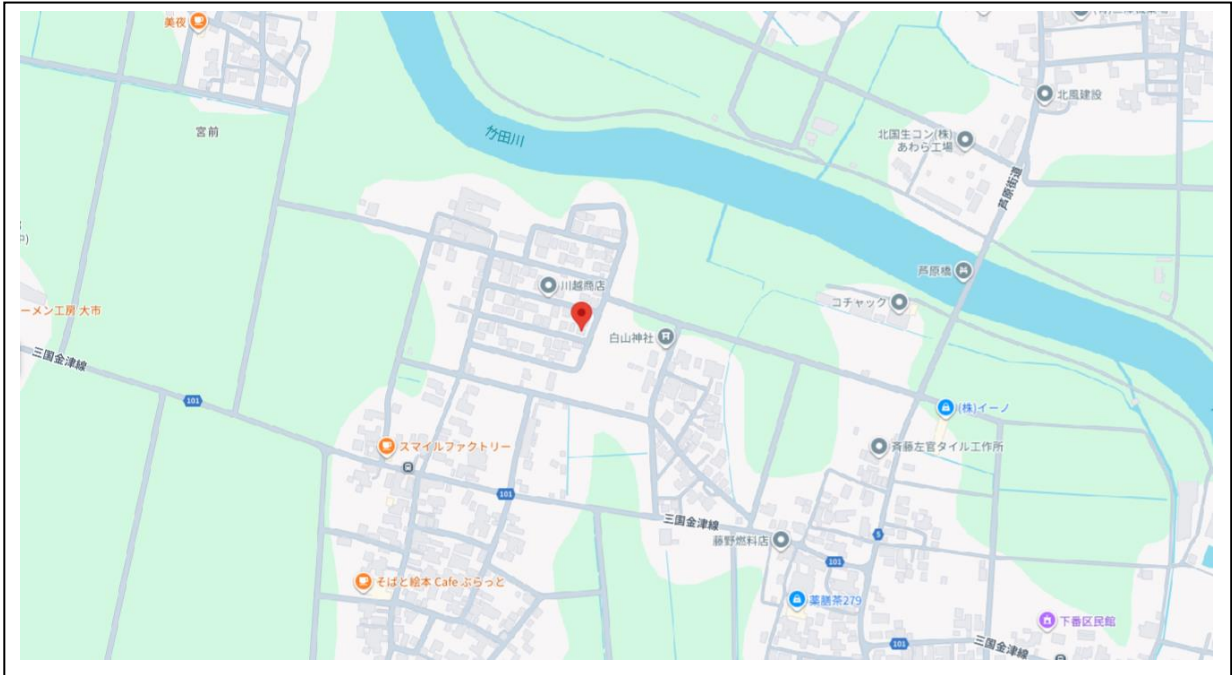 美夜
宮前
竹田川
北風建設
北国生コン(株)
あわら工場
芦原街道
芦原橋
川越商店
コチャック
白山神社
ーメン工房 大市
三国金津線
101
(株)イーノ
スマイルファクトリー
斉藤左官タイル工作所
101
三国金津線
5
藤野燃料店
101
そばと絵本 Cafe ぶらっと
薬膳茶279
下番区民館
101
三国金津線